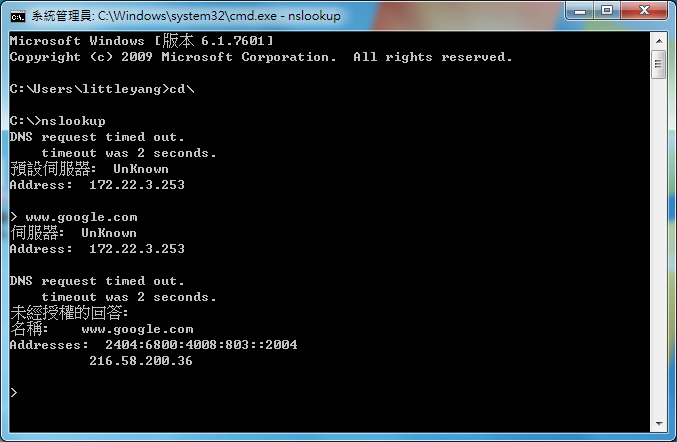 系統管理員: C:\Windows\system32\cmd.exe - nslookup
Microsoft Windows [版本 6.1.7601]
Copyright (c) 2009 Microsoft Corporation.  All rights reserved.
C:\Users\littleyang>cd\
C:\>nslookup
DNS request timed out.
    timeout was 2 seconds.
預設伺服器:  UnKnown
Address:  172.22.3.253
> www.google.com
伺服器:  UnKnown
Address:  172.22.3.253
DNS request timed out.
    timeout was 2 seconds.
未經授權的回答:
名稱:    www.google.com
Addresses:  2404:6800:4008:803::2004
          216.58.200.36
>